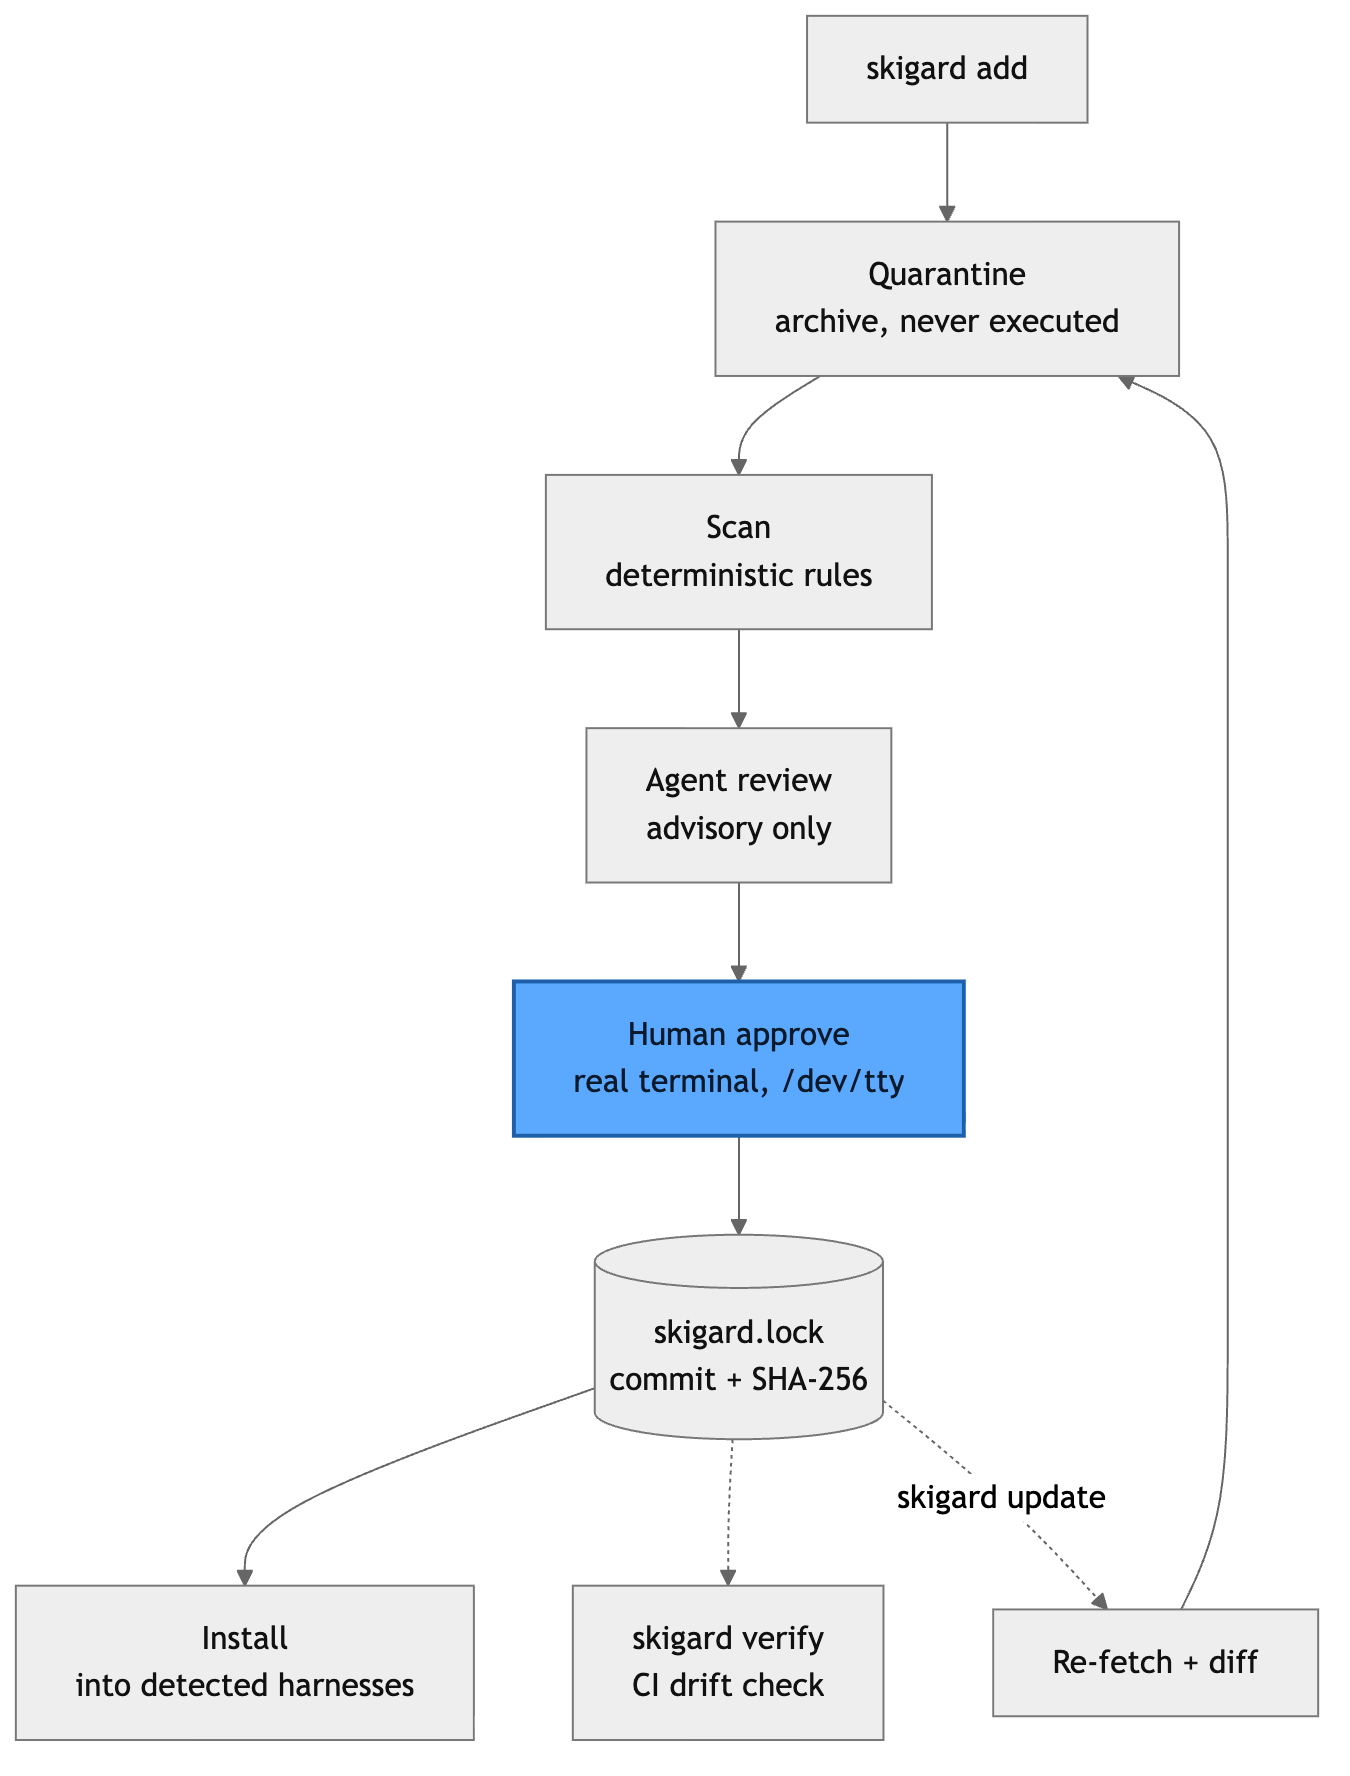 skigard add
Quarantine
archive, never executed
Scan
deterministic rules
Agent review
advisory only
Human approve
real terminal, /dev/tty
skigard.lock
commit + SHA-256
skigard update
Install
into detected harnesses
skigard verify
CI drift check
Re-fetch + diff